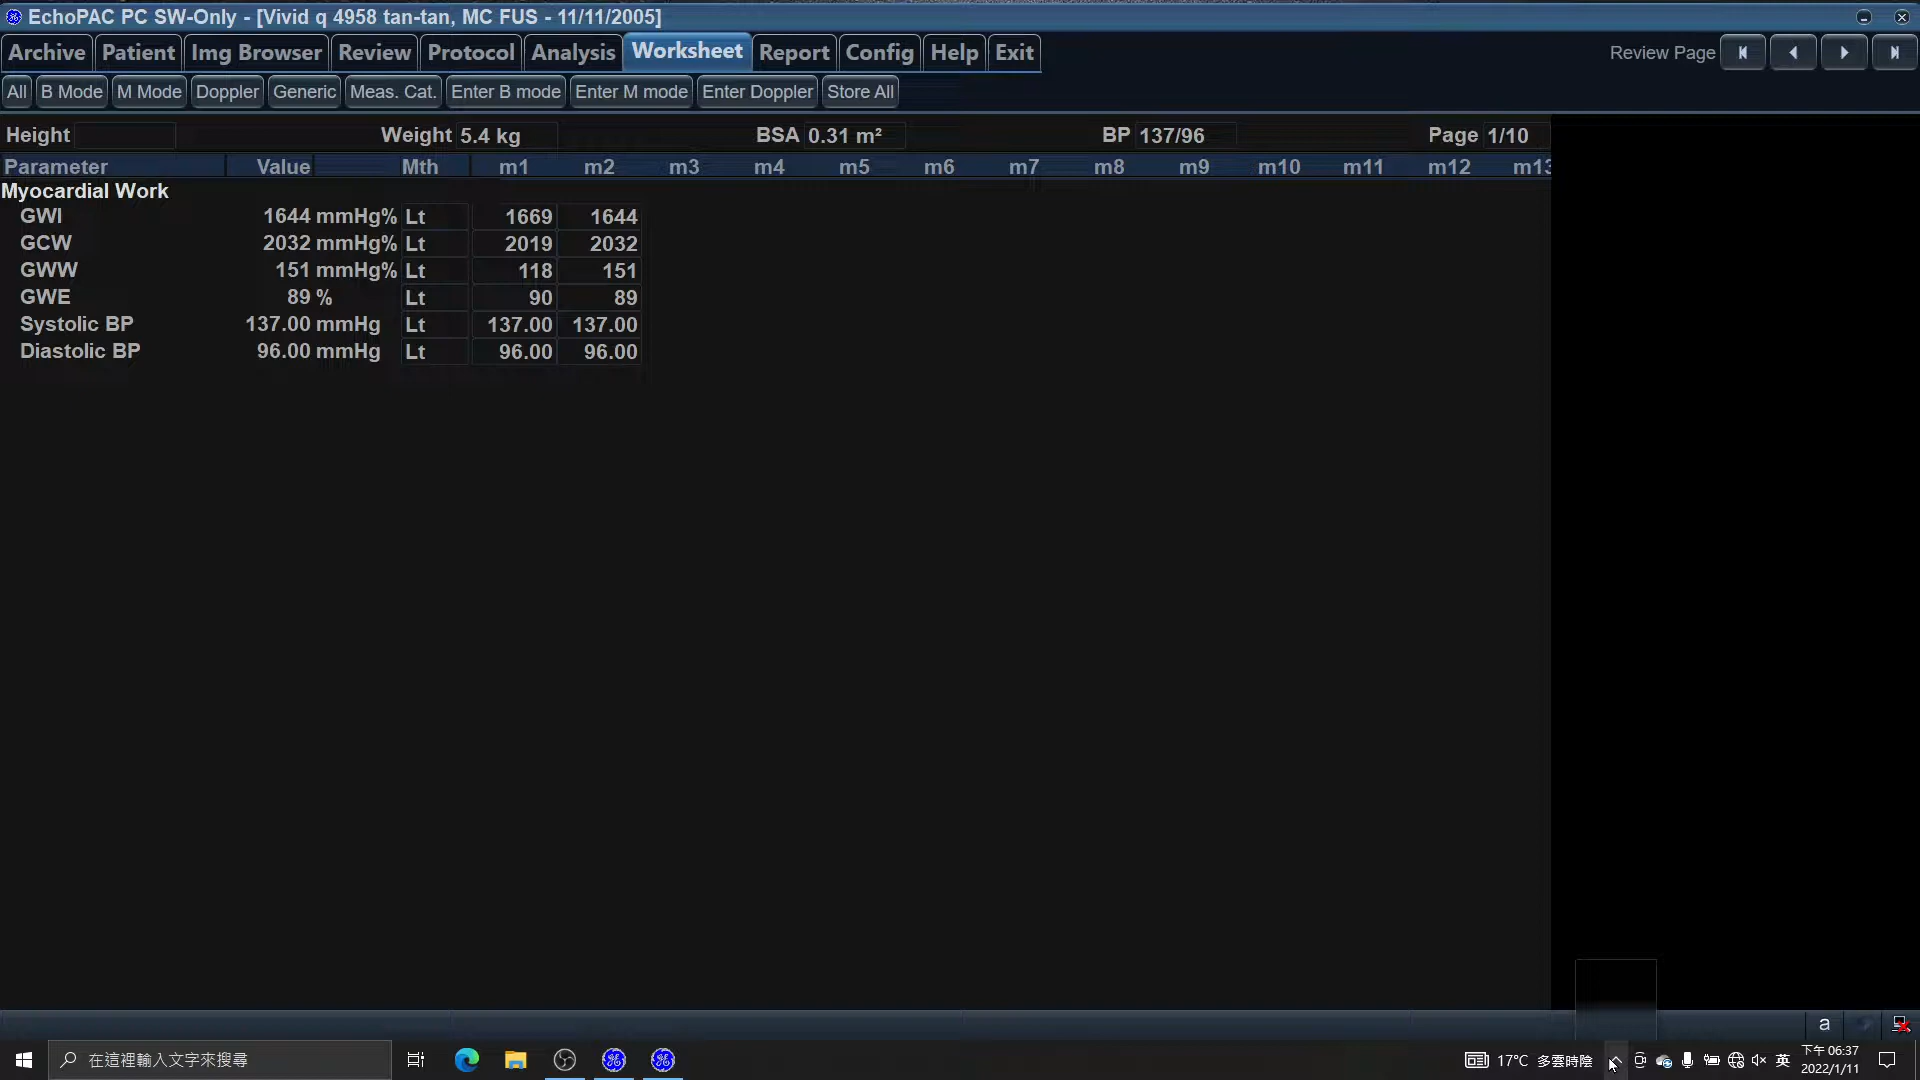 EchoPAC PC SW-Only - [Vivid q 4958 tan-tan, MC FUS - 11/11/2005]
Archive Patient Img Browser Review Protocol Analysis Worksheet Report Config Help Exit Review Page
All B Mode M Mode Doppler Generic Meas. Cat. Enter B mode Enter M mode Enter Doppler Store All
Height Weight 5.4 kg BSA 0.31 m² BP 137/96 Page 1/10
Parameter Value Mth m1 m2 m3 m4 m5 m6 m7 m8 m9 m10 m11 m12 m13
Myocardial Work
GWI 1644 mmHg% Lt 1669 1644
GCW 2032 mmHg% Lt 2019 2032
GWW 151 mmHg% Lt 118 151
GWE 89 % Lt 90 89
Systolic BP 137.00 mmHg Lt 137.00 137.00
Diastolic BP 96.00 mmHg Lt 96.00 96.00
a
在這裡輸入文字來搜尋 17°C 多雲時陰 英 下午 06:37
2022/1/11